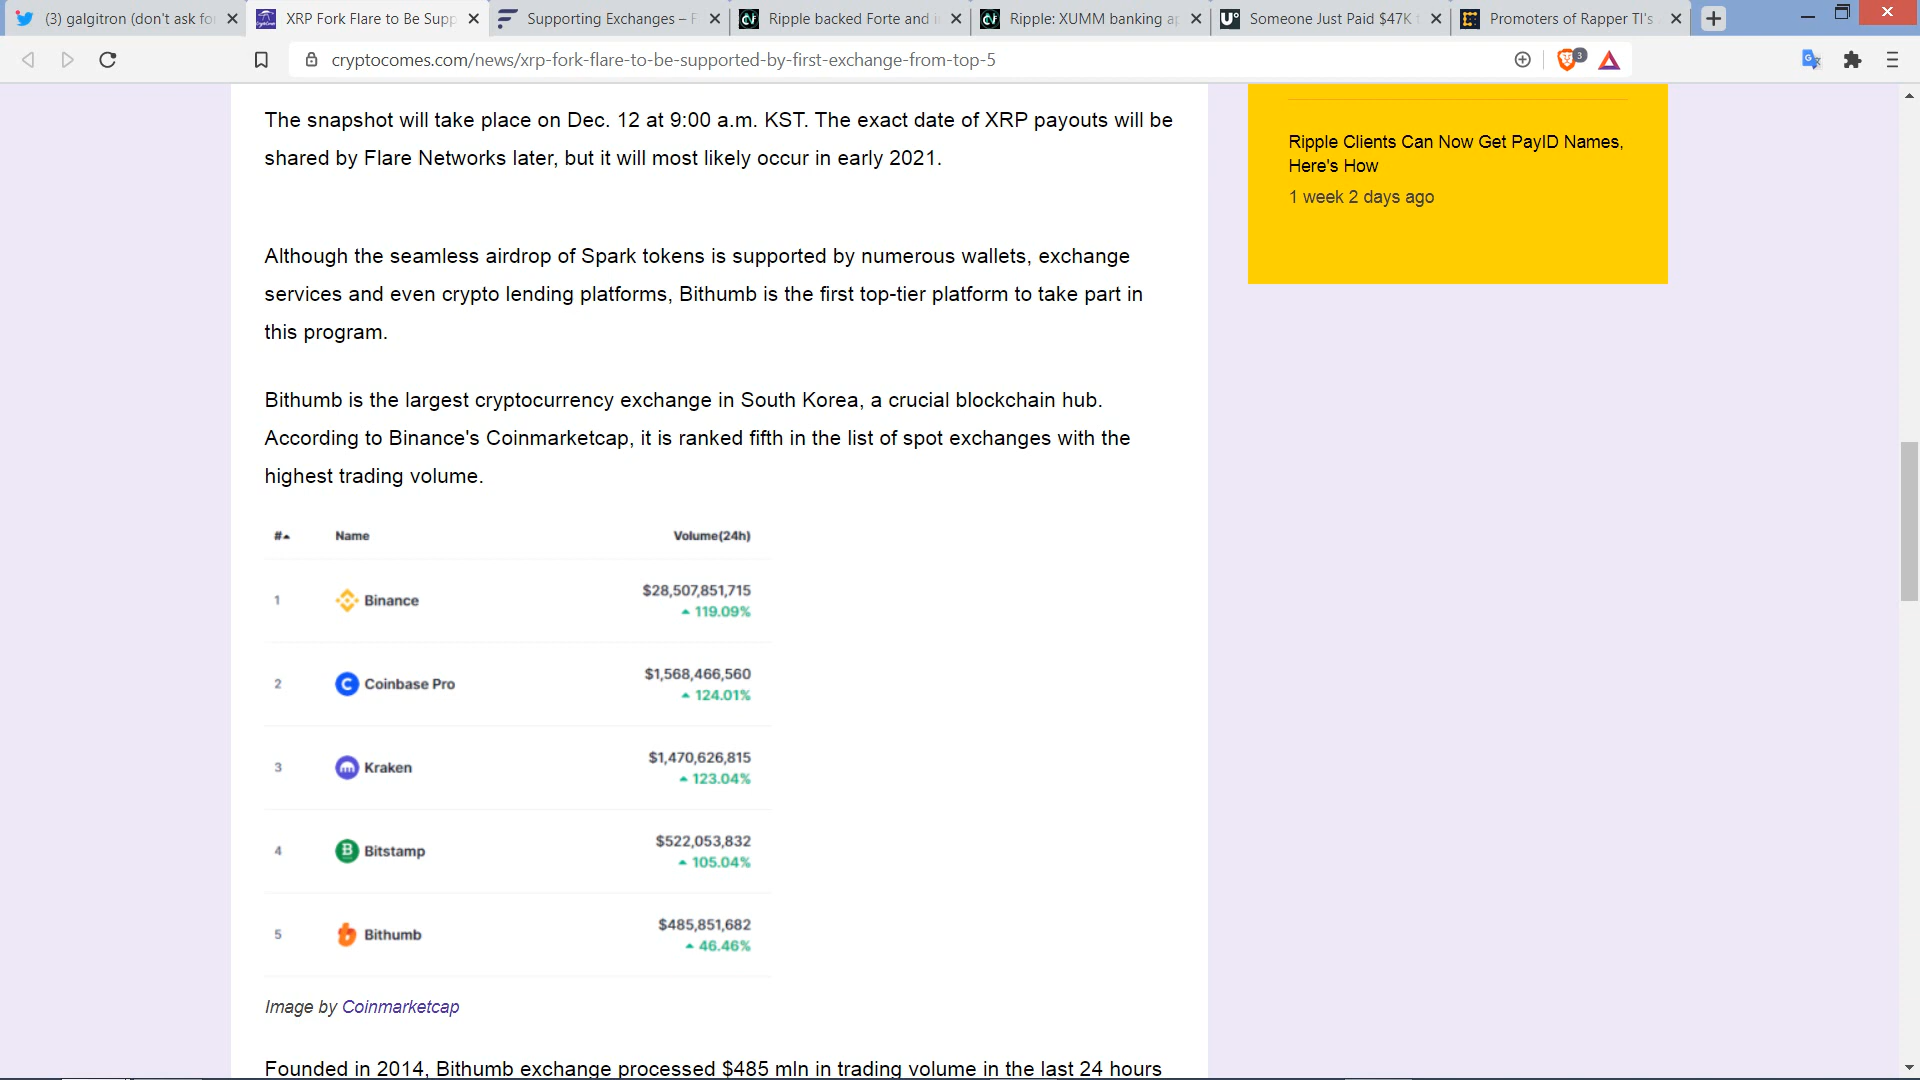 (3) galgitron (don't ask fo
XRP Fork Flare to Be Supp
Supporting Exchanges – F
Ripple backed Forte and i
Ripple: XUMM banking a
Someone Just Paid $47K
Promoters of Rapper TI's
cryptocomes.com/news/xrp-fork-flare-to-be-supported-by-first-exchange-from-top-5
3
The snapshot will take place on Dec. 12 at 9:00 a.m. KST. The exact date of XRP payouts will be
shared by Flare Networks later, but it will most likely occur in early 2021.
Although the seamless airdrop of Spark tokens is supported by numerous wallets, exchange
services and even crypto lending platforms, Bithumb is the first top-tier platform to take part in
this program.
Bithumb is the largest cryptocurrency exchange in South Korea, a crucial blockchain hub.
According to Binance's Coinmarketcap, it is ranked fifth in the list of spot exchanges with the
highest trading volume.
# Name Volume(24h)
1 Binance $28,507,851,715
119.09%
2 Coinbase Pro $1,568,466,560
124.01%
3 Kraken $1,470,626,815
123.04%
4 Bitstamp $522,053,832
105.04%
5 Bithumb $485,851,682
46.46%
Image by Coinmarketcap
Founded in 2014, Bithumb exchange processed $485 mln in trading volume in the last 24 hours
Ripple Clients Can Now Get PayID Names,
Here's How
1 week 2 days ago